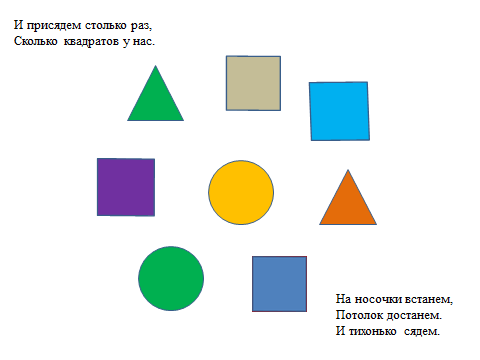 И присядем столько раз,
Сколько квадратов у нас.
На носочки встанем,
Потолок достанем.
И тихонько сядем.